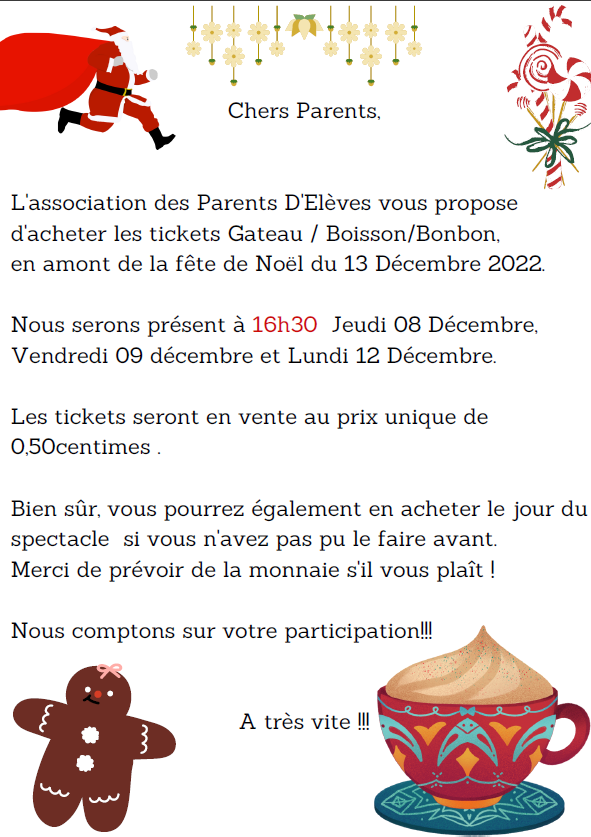 Chers Parents,
L'association des Parents D'Elèves vous propose
d'acheter les tickets Gateau / Boisson/Bonbon,
en amont de la fête de Noël du 13 Décembre 2022.
Nous serons présent à 16h30 Jeudi 08 Décembre,
Vendredi 09 décembre et Lundi 12 Décembre.
Les tickets seront en vente au prix unique de
0,50centimes .
Bien sûr, vous pourrez également en acheter le jour du
spectacle si vous n'avez pas pu le faire avant.
Merci de prévoir de la monnaie s'il vous plaît !
Nous comptons sur votre participation!!!
A très vite !!!